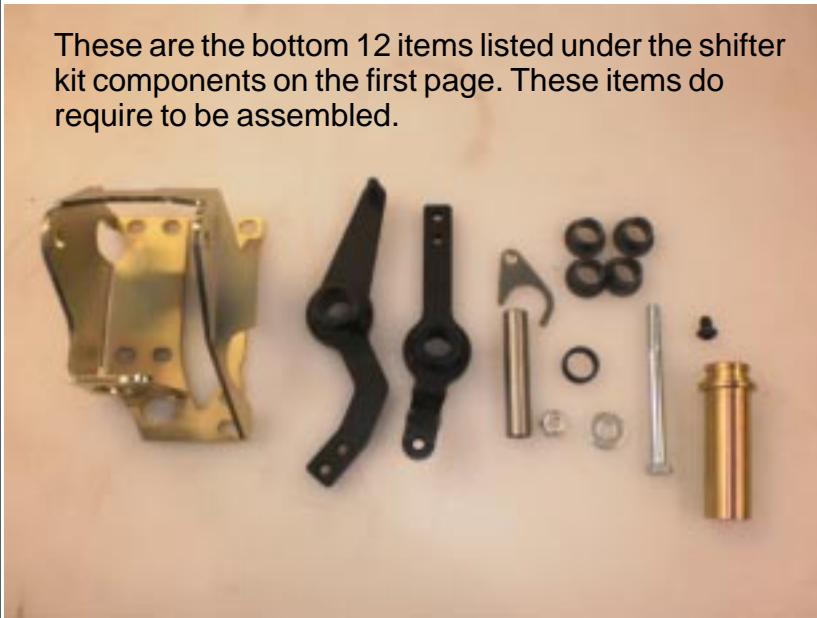 These are the bottom 12 items listed under the shifter
kit components on the first page. These items do
require to be assembled.